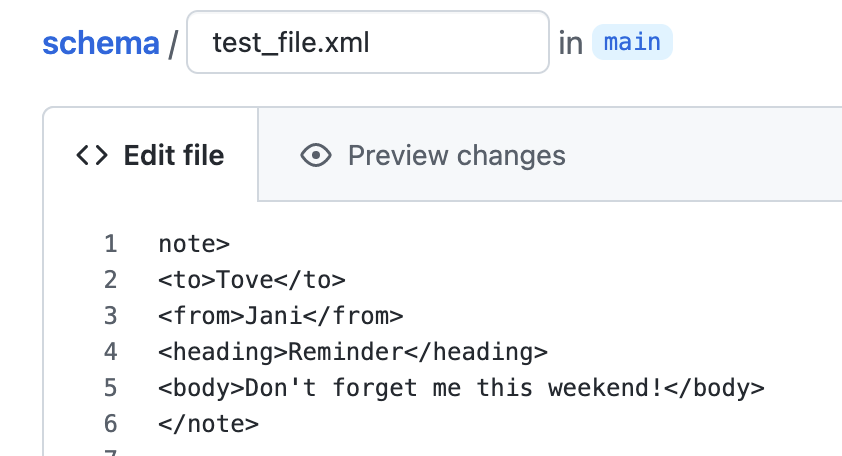 schema / test_file.xml in main
<> Edit file Preview changes
1 note>
2 <to>Tove</to>
3 <from>Jani</from>
4 <heading>Reminder</heading>
5 <body>Don't forget me this weekend!</body>
6 </note>
7